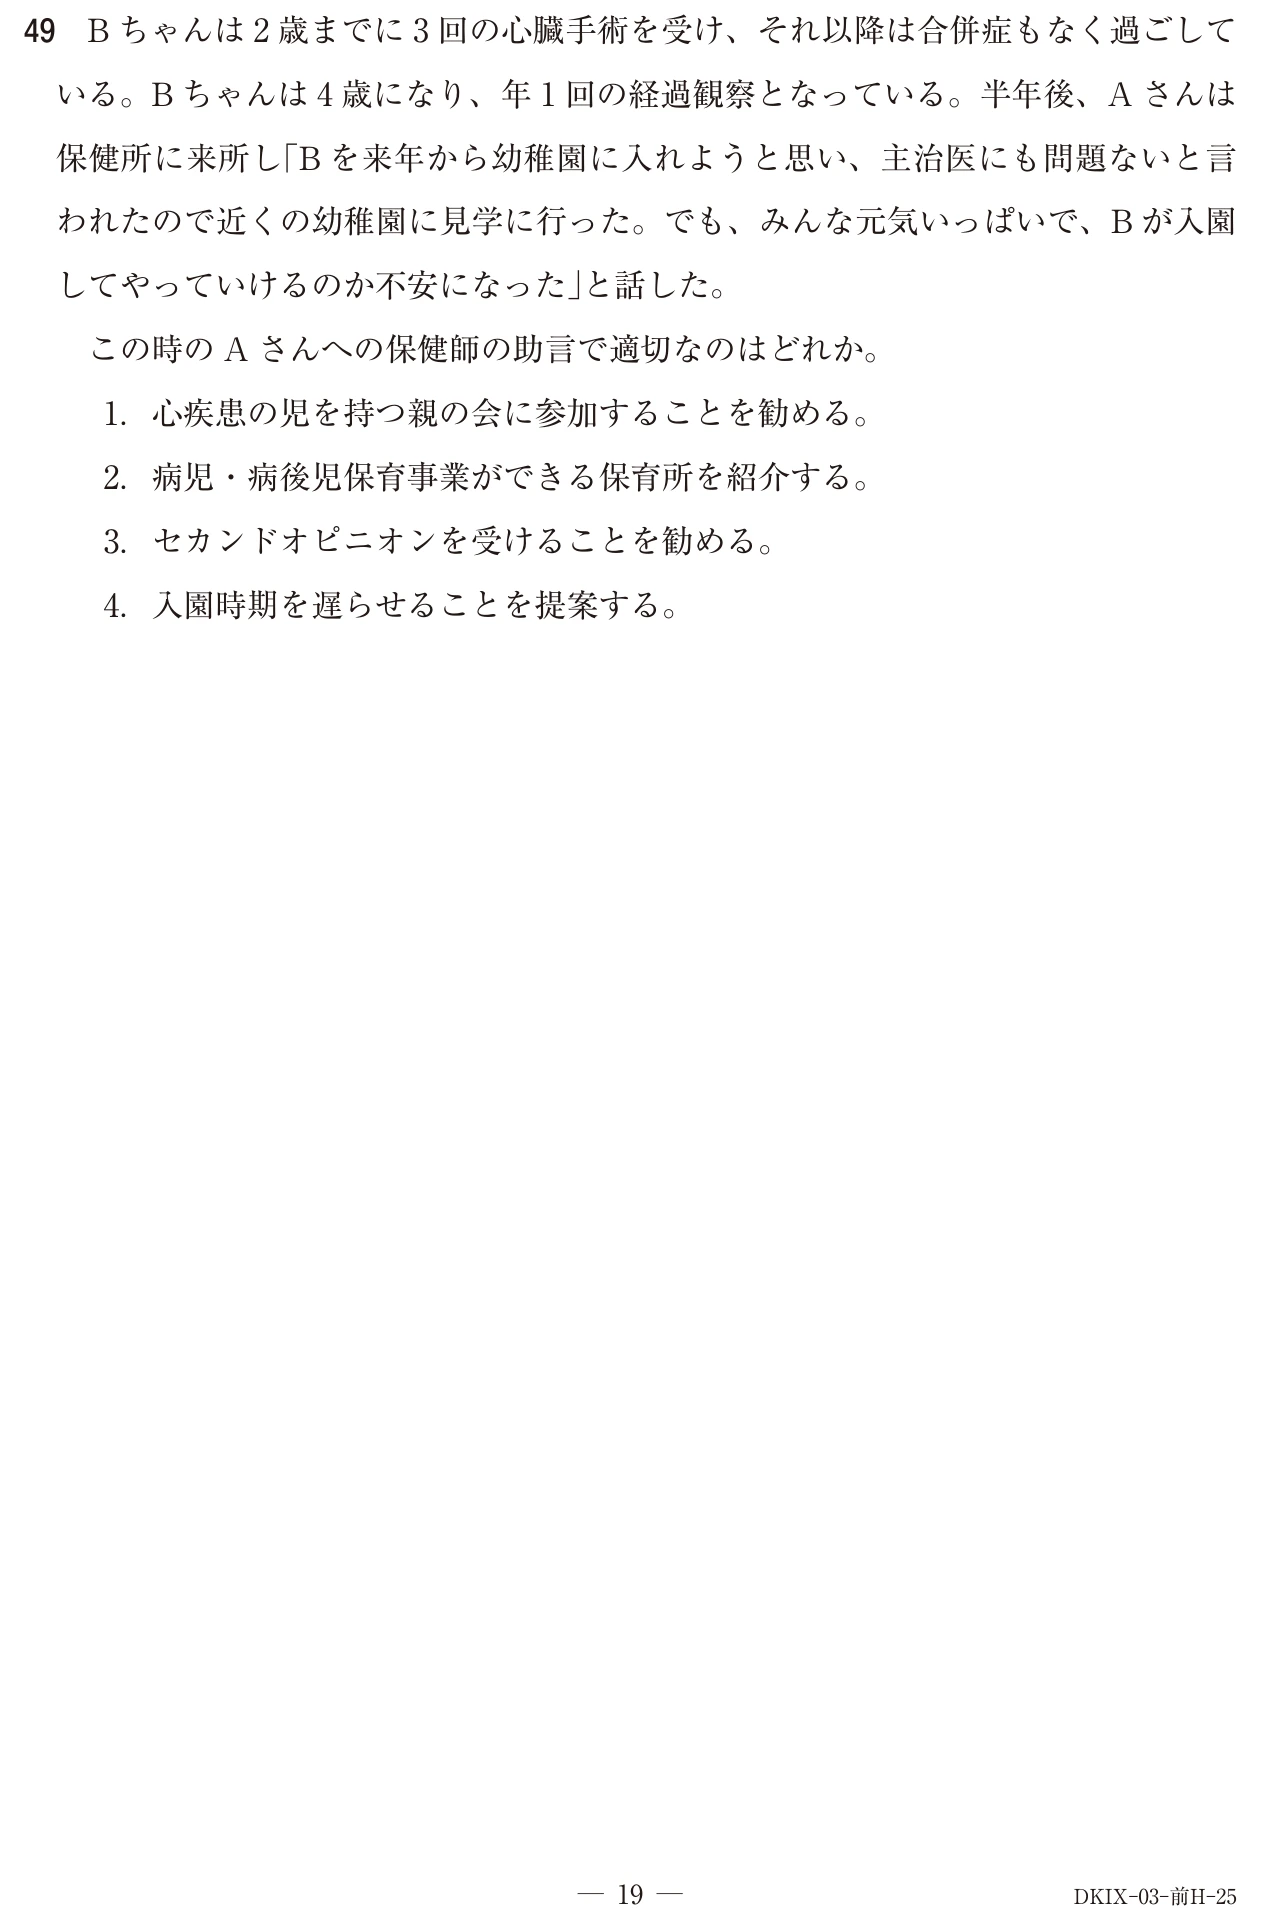 49 Bちゃんは2歳までに3回の心臓手術を受け、それ以降は合併症もなく過ごして
いる。Bちゃんは4歳になり、年1回の経過観察となっている。半年後、Aさんは
保健所に来所し「Bを来年から幼稚園に入れようと思い、主治医にも問題ないと言
われたので近くの幼稚園に見学に行った。でも、みんな元気いっぱいで、Bが入園
してやっていけるのか不安になった」と話した。
この時のAさんへの保健師の助言で適切なのはどれか。
1. 心疾患の児を持つ親の会に参加することを勧める。
2. 病児・病後児保育事業ができる保育所を紹介する。
3. セカンドオピニオンを受けることを勧める。
4. 入園時期を遅らせることを提案する。
— 19 —
DKIX-03-前H-25